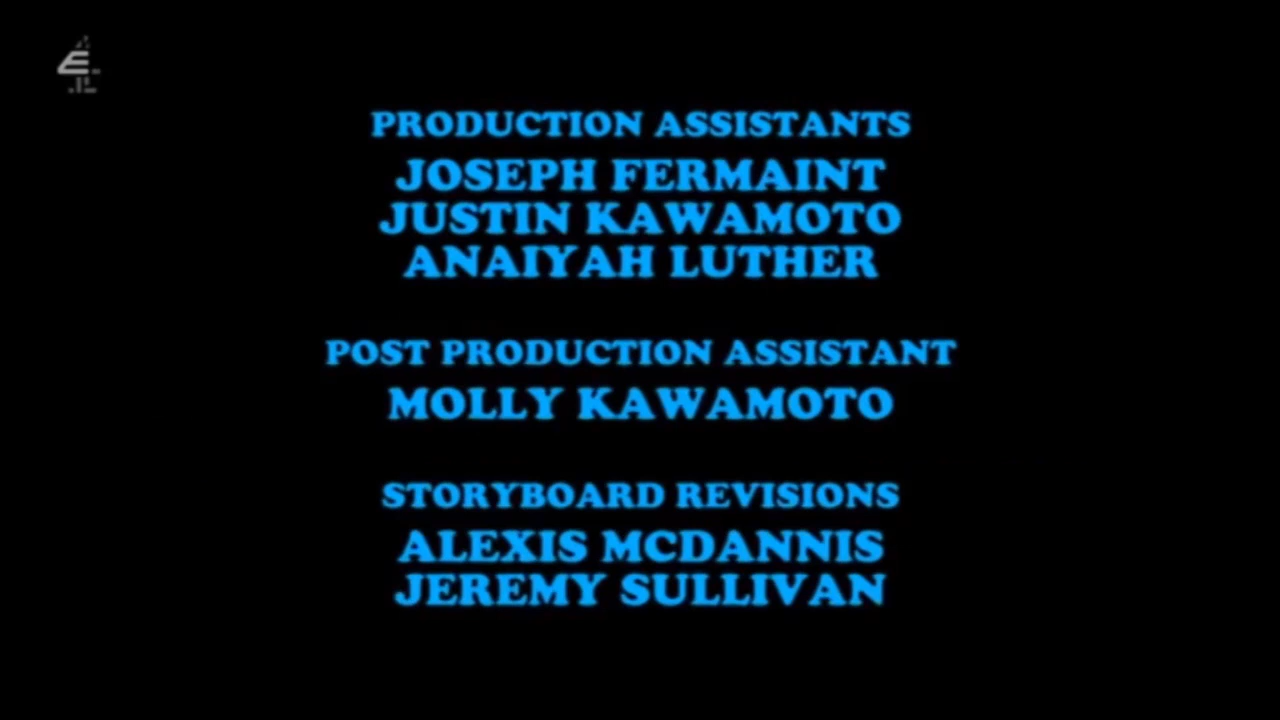 PRODUCTION ASSISTANTS
JOSEPH FERMAINT
JUSTIN KAWAMOTO
ANAIYAH LUTHER
POST PRODUCTION ASSISTANT
MOLLY KAWAMOTO
STORYBOARD REVISIONS
ALEXIS MCDANNIS
JEREMY SULLIVAN